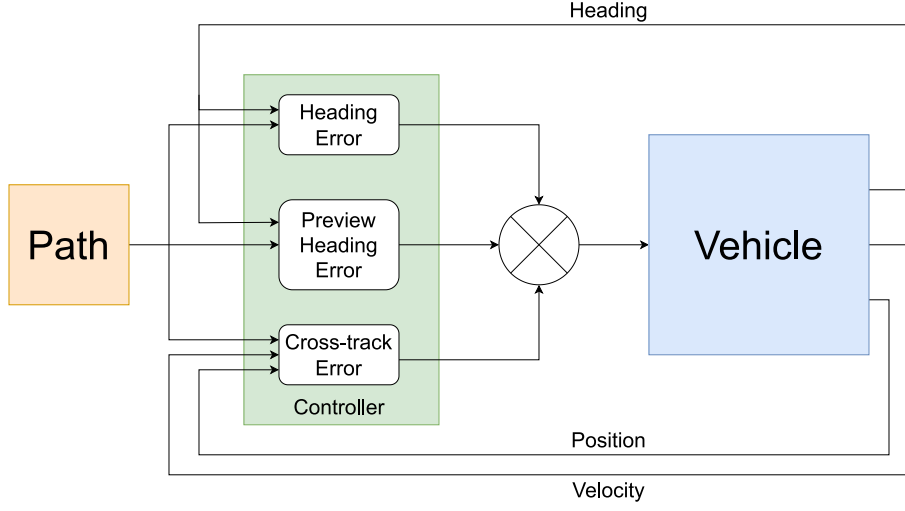 Heading
Heading
Error
Path
Preview
Heading
Error
Vehicle
Cross-track
Error
Controller
Position
Velocity